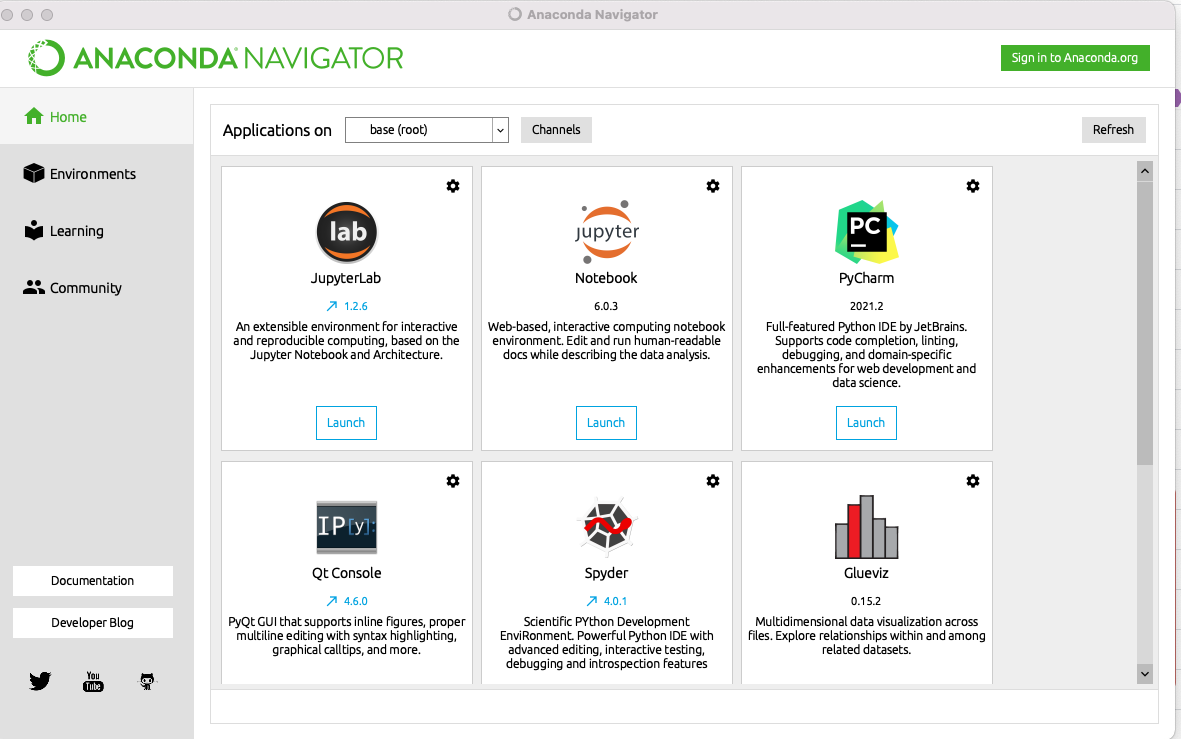 Anaconda Navigator
ANACONDA NAVIGATOR
Sign in to Anaconda.org
Home
Environments
Learning
Community
Documentation
Developer Blog
You
Tube
Applications on
base (root)
Channels
Refresh
lab
JupyterLab
1.2.6
An extensible environment for interactive
and reproducible computing, based on the
Jupyter Notebook and Architecture.
Launch
jupyter
Notebook
6.0.3
Web-based, interactive computing notebook
environment. Edit and run human-readable
docs while describing the data analysis.
Launch
PC
PyCharm
2021.2
Full-featured Python IDE by JetBrains.
Supports code completion, linting,
debugging, and domain-specific
enhancements for web development and
data science.
Launch
IP[y]:
Qt Console
4.6.0
PyQt GUI that supports inline figures, proper
multiline editing with syntax highlighting,
graphical calltips, and more.
Spyder
4.0.1
Scientific PYthon Development
EnviRonment. Powerful Python IDE with
advanced editing, interactive testing,
debugging and introspection features
Glueviz
0.15.2
Multidimensional data visualization across
files. Explore relationships within and among
related datasets.